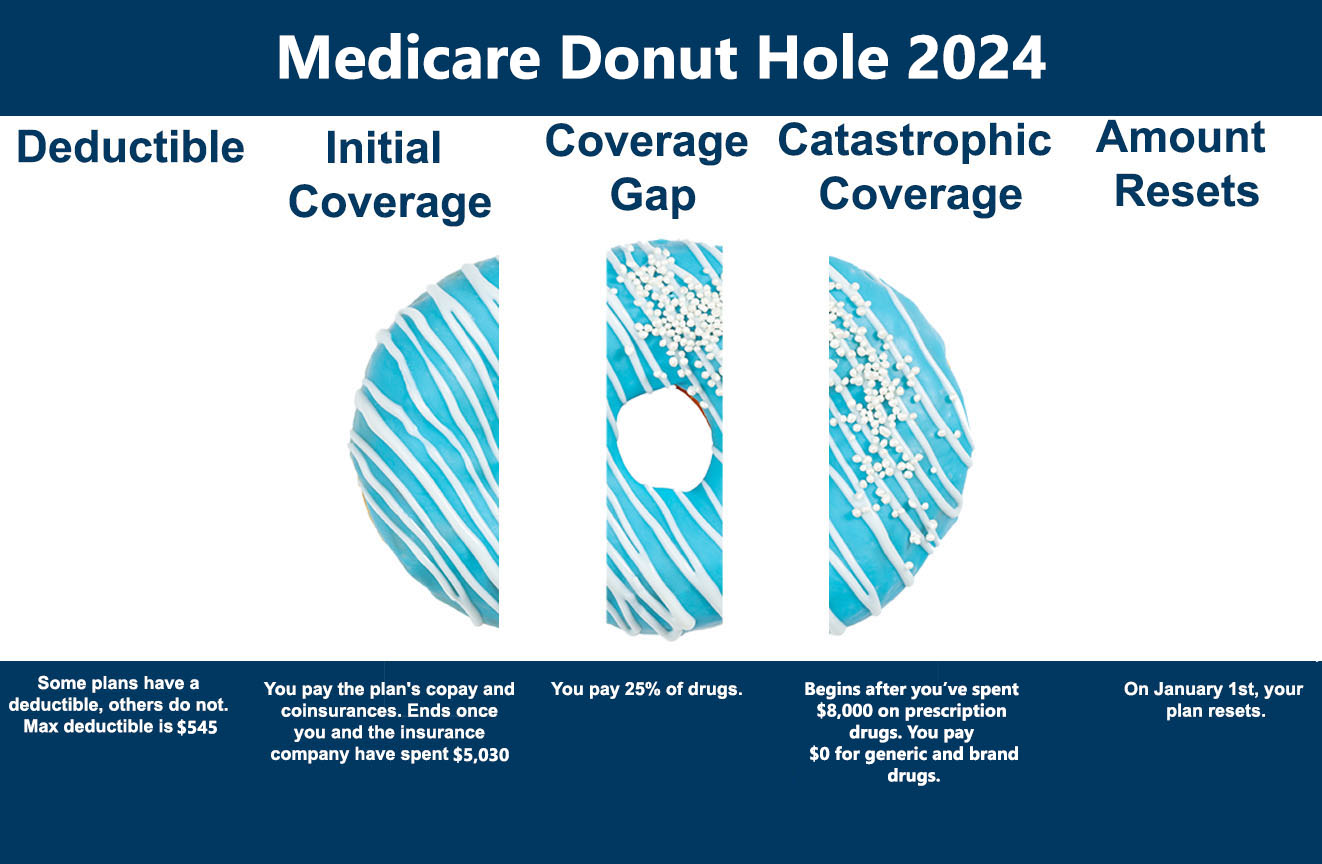 Medicare Donut Hole 2024
Deductible
Initial
Coverage
Coverage
Gap
Catastrophic
Coverage
Amount
Resets
Some plans have a
deductible, others do not.
Max deductible is $545
You pay the plan's copay and
coinsurances. Ends once
you and the insurance
company have spent $5,030
You pay 25% of drugs.
Begins after you’ve spent
$8,000 on prescription
drugs. You pay
$0 for generic and brand
drugs.
On January 1st, your
plan resets.